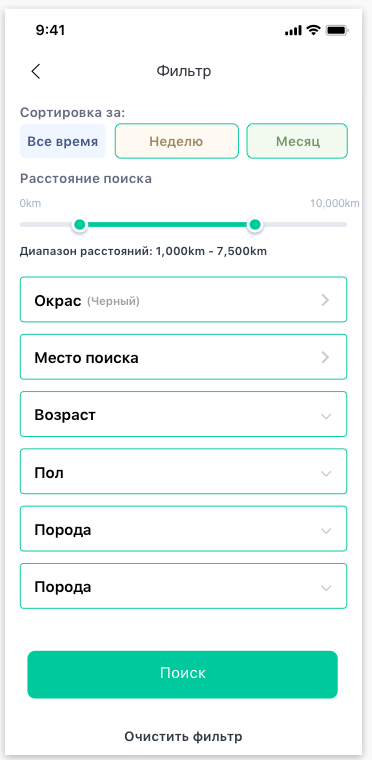 9:41
Фильтр
Сортировка за:
Все время Неделю Месяц
Расстояние поиска
0km 10,000km
Диапазон расстояний: 1,000km - 7,500km
Окрас (Черный)
Место поиска
Возраст
Пол
Порода
Порода
Поиск
Очистить фильтр